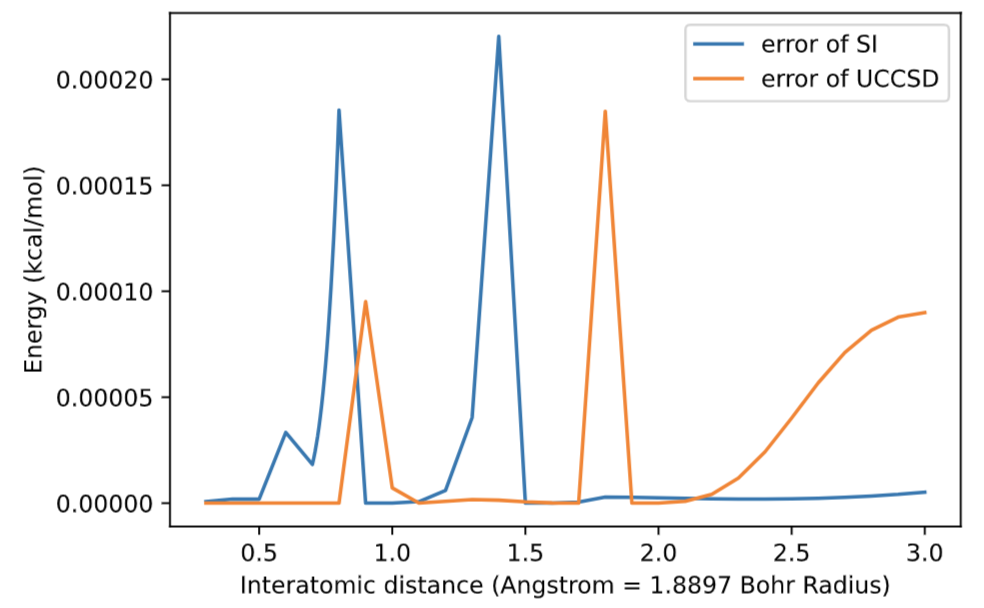 error of SI
error of UCCSD
Energy (kcal/mol)
0.00020
0.00015
0.00010
0.00005
0.00000
0.5 1.0 1.5 2.0 2.5 3.0
Interatomic distance (Angstrom = 1.8897 Bohr Radius)